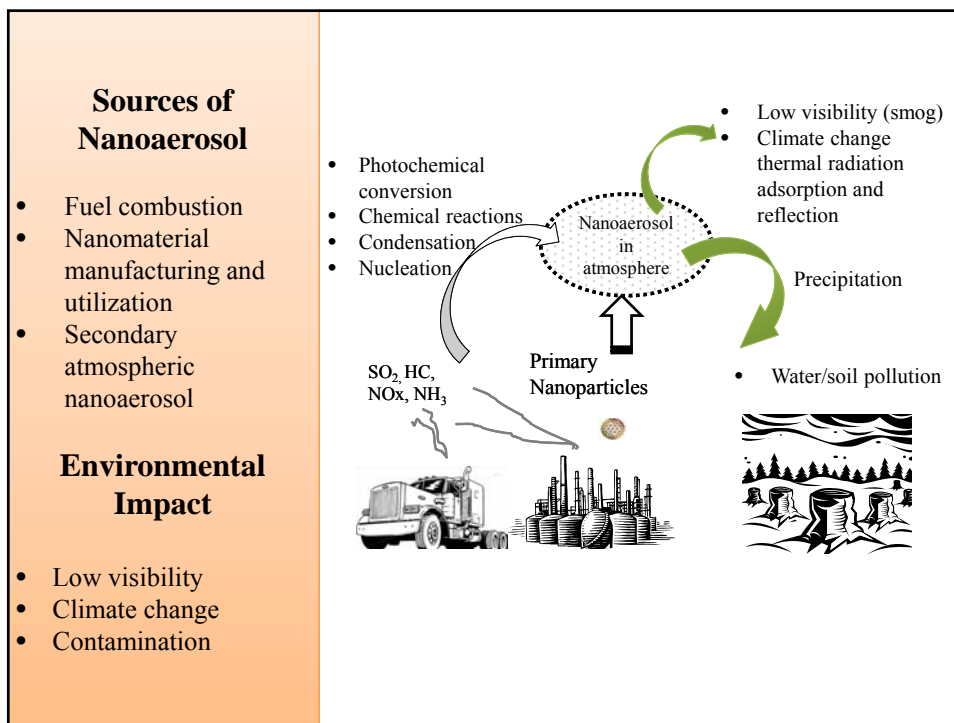 Sources of
Nanoaerosol
• Fuel combustion
• Nanomaterial
manufacturing and
utilization
• Secondary
atmospheric
nanoaerosol
Environmental
Impact
• Low visibility
• Climate change
• Contamination
• Photochemical
conversion
• Chemical reactions
• Condensation
• Nucleation
SO₂, HC,
NOx, NH₃
Nanoaerosol
in
atmosphere
Primary
Nanoparticles
• Low visibility (smog)
• Climate change
thermal radiation
adsorption and
reflection
Precipitation
• Water/soil pollution